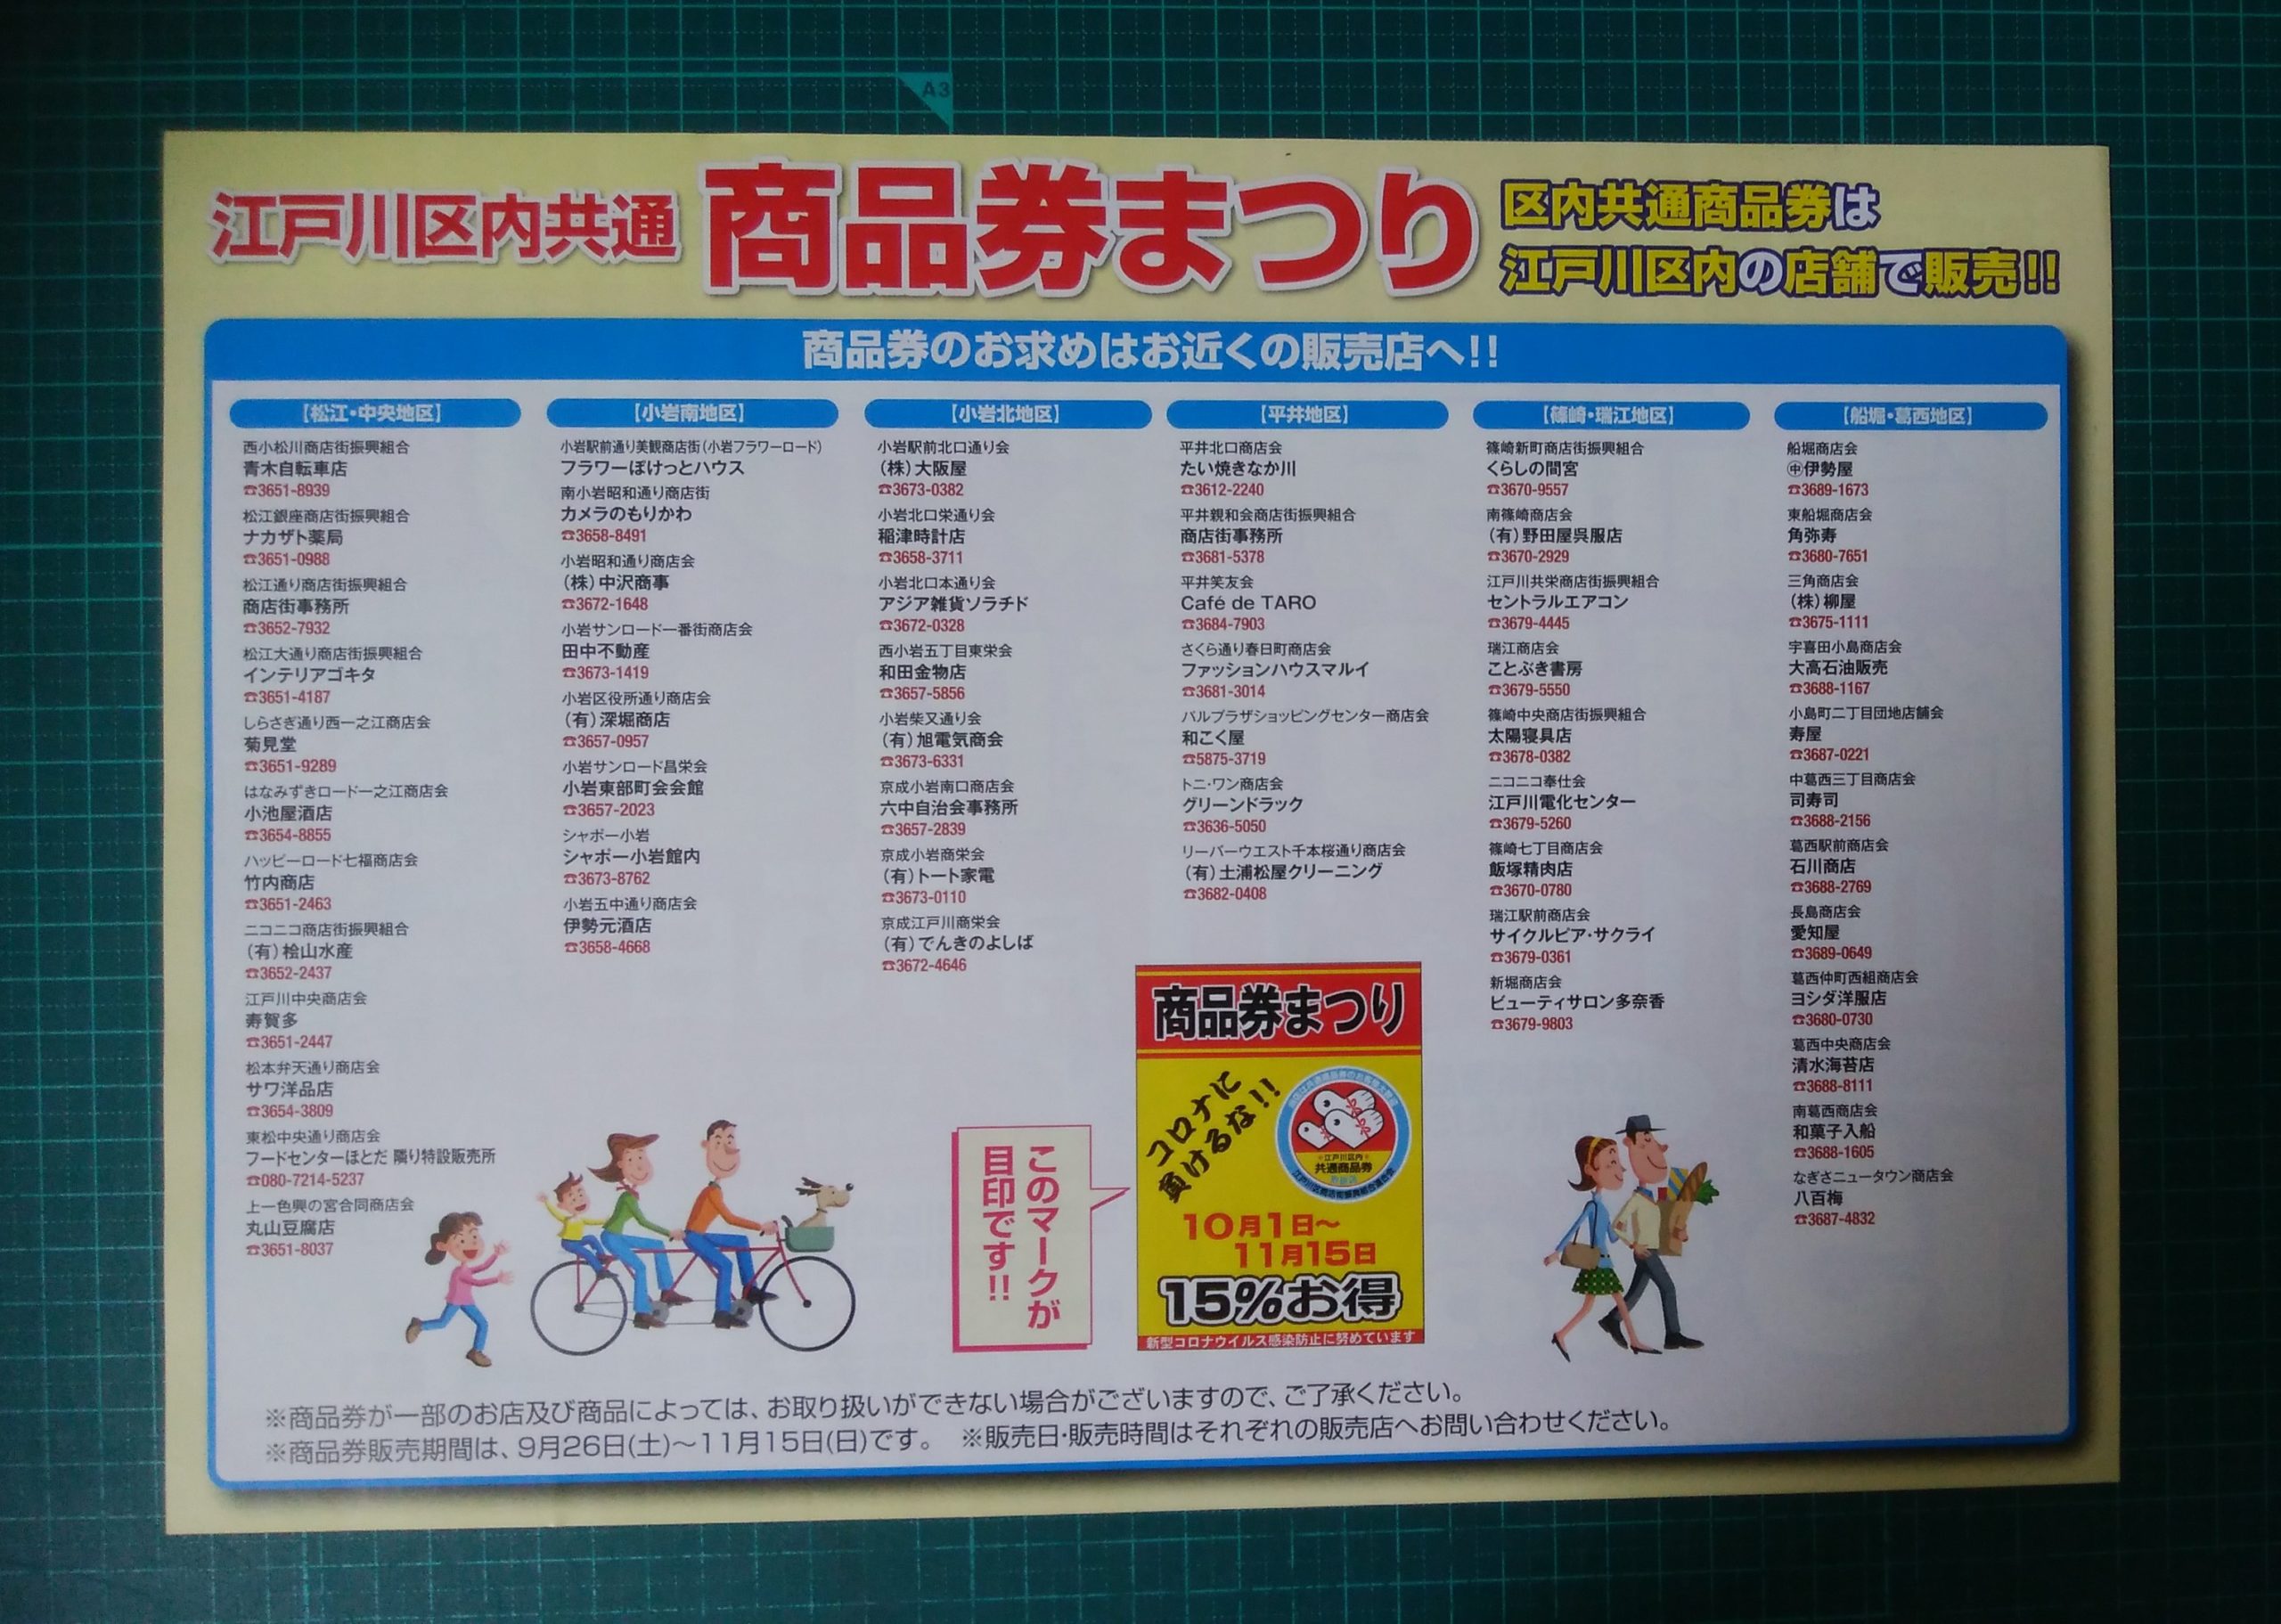 A3
江戸川区内共通
商品券まつり
区内共通商品券は
江戸川区内の店舗で販売!!
商品券のお求めはお近くの販売店へ!!
【松江・中央地区】
西小松川商店街振興組合
青木自転車店
☎3651-8939
松江銀座商店街振興組合
ナカザト薬局
☎3651-0988
松江通り商店街振興組合
商店街事務所
☎3652-7932
松江大通り商店街振興組合
インテリアゴキタ
☎3651-4187
しらさぎ通り西一之江商店会
菊見堂
☎3651-9289
はなみずきロード一之江商店会
小池屋酒店
☎3654-8855
ハッピーロード七福商店会
竹内商店
☎3651-2463
ニコニコ商店街振興組合
(有)桧山水産
☎3652-2437
江戸川中央商店会
寿賀多
☎3651-2447
松本弁天通り商店会
サワ洋品店
☎3654-3809
東松中央通り商店会
フードセンターほとだ 隣り特設販売所
☎080-7214-5237
上一色興の宮合同商店会
丸山豆腐店
☎3651-8037
【小岩南地区】
小岩駅前通り美観商店街(小岩フラワーロード)
フラワーぽけっとハウス
南小岩昭和通り商店街
カメラのもりかわ
☎3658-8491
小岩昭和通り商店会
(株)中沢商事
☎3672-1648
小岩サンロード一番街商店会
田中不動産
☎3673-1419
小岩区役所通り商店会
(有)深堀商店
☎3657-0957
小岩サンロード昌栄会
小岩東部町会会館
☎3657-2023
シャポー小岩
シャポー小岩館内
☎3673-8762
小岩五中通り商店会
伊勢元酒店
☎3658-4668
【小岩北地区】
小岩駅前北口通り会
(株)大阪屋
☎3673-0382
小岩北口栄通り会
稲津時計店
☎3658-3711
小岩北口本通り会
アジア雑貨ソラチド
☎3672-0328
西小岩五丁目東栄会
和田金物店
☎3657-5856
小岩柴又通り会
(有)旭電気商会
☎3673-6331
京成小岩南口商店会
六中自治会事務所
☎3657-2839
京成小岩商栄会
(有)トート家電
☎3673-0110
京成江戸川商栄会
(有)でんきのよしば
☎3672-4646
【平井地区】
平井北口商店会
たい焼きなか川
☎3612-2240
平井親和会商店街振興組合
商店街事務所
☎3681-5378
平井笑友会
Café de TARO
☎3684-7903
さくら通り春日町商店会
ファッションハウスマルイ
☎3681-3014
パルプラザショッピングセンター商店会
和こく屋
☎5875-3719
トニ・ワン商店会
グリーンドラック
☎3636-5050
リーバーウエスト千本桜通り商店会
(有)土浦松屋クリーニング
☎3682-0408
【篠崎・瑞江地区】
篠崎新町商店街振興組合
くらしの間宮
☎3670-9557
南篠崎商店会
(有)野田屋呉服店
☎3670-2929
江戸川共栄商店街振興組合
セントラルエアコン
☎3679-4445
瑞江商店会
ことぶき書房
☎3679-5550
篠崎中央商店街振興組合
太陽寝具店
☎3678-0382
ニコニコ奉仕会
江戸川電化センター
☎3679-5260
篠崎七丁目商店会
飯塚精肉店
☎3670-0780
瑞江駅前商店会
サイクルピア・サクライ
☎3679-0361
新堀商店会
ビューティサロン多奈香
☎3679-9803
【船堀・葛西地区】
船堀商店会
㊥伊勢屋
☎3689-1673
東船堀商店会
角弥寿
☎3680-7651
三角商店会
(株)柳屋
☎3675-1111
宇喜田小島商店会
大高石油販売
☎3688-1167
小島町二丁目団地店舗会
寿屋
☎3687-0221
中葛西三丁目商店会
司寿司
☎3688-2156
葛西駅前商店会
石川商店
☎3688-2769
長島商店会
愛知屋
☎3689-0649
葛西仲町西組商店会
ヨシダ洋服店
☎3680-0730
葛西中央商店会
清水海苔店
☎3688-8111
南葛西商店会
和菓子入船
☎3688-1605
なぎさニュータウン商店会
八百梅
☎3687-4832
このマークが
目印です!!
商品券まつり
コロナに
負けるな!!
江戸川区内
共通商品券
10月1日～
11月15日
15%お得
新型コロナウイルス感染防止に努めています
※商品券が一部のお店及び商品によっては、お取り扱いができない場合がございますので、ご了承ください。
※商品券販売期間は、9月26日(土)～11月15日(日)です。 ※販売日・販売時間はそれぞれの販売店へお問い合わせください。